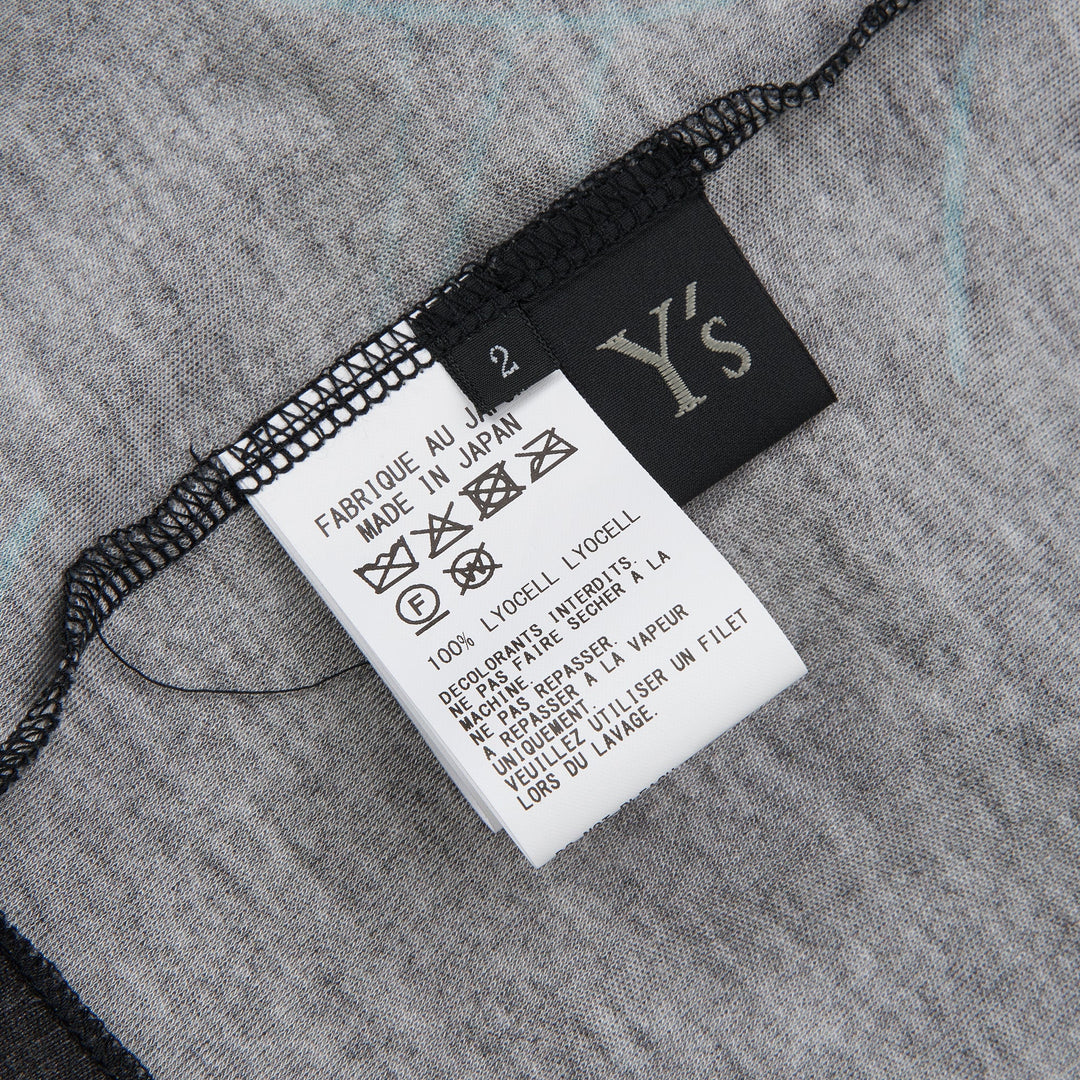 Y's
2
FABRIQUE AU
MADE IN JAPAN
F
W
100% LYOCELL LYOCELL
DECOLORANTS INTERDITS.
NE PAS FAIRE SECHER A LA
MACHINE.
NE PAS REPASSER.
A REPASSER A LA VAPEUR
UNIQUEMENT.
VEUILLEZ UTILISER UN FILET
LORS DU LAVAGE.